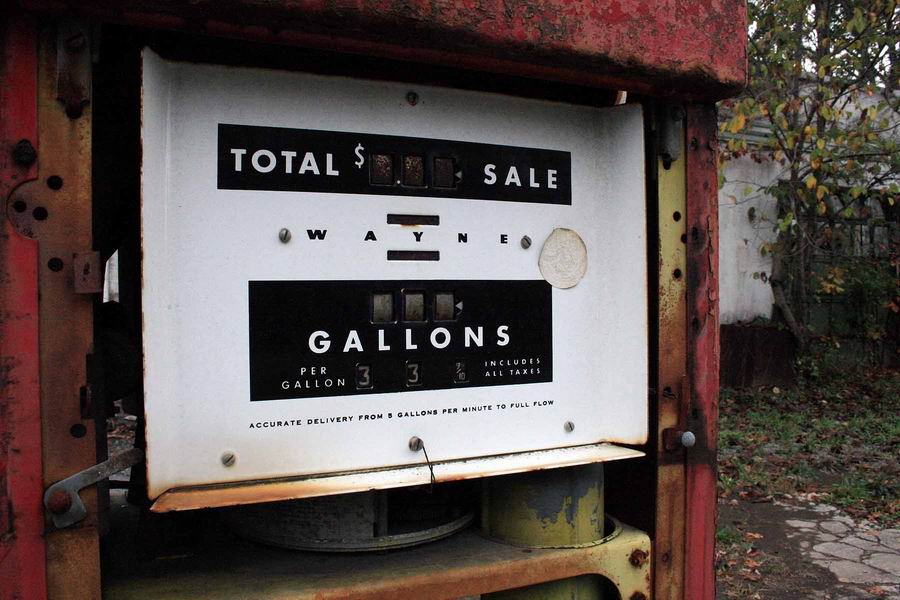 TOTAL $ SALE
WAYNE
GALLONS
PER GALLON 3 3 9/10 INCLUDES ALL TAXES
ACCURATE DELIVERY FROM 5 GALLONS PER MINUTE TO FULL FLOW